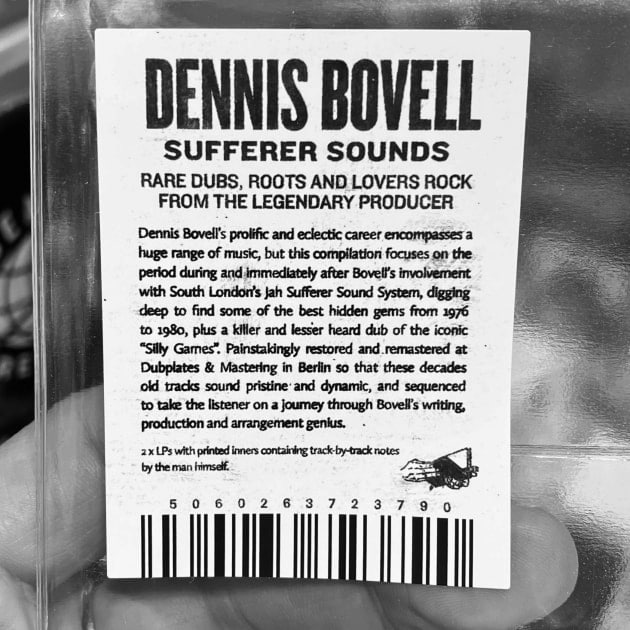 DENNIS BOVELL
SUFFERER SOUNDS
RARE DUBS, ROOTS AND LOVERS ROCK
FROM THE LEGENDARY PRODUCER
Dennis Bovell's prolific and eclectic career encompasses a
huge range of music, but this compilation focuses on the
period during and immediately after Bovell's involvement
with South London's Jah Sufferer Sound System, digging
deep to find some of the best hidden gems from 1976
to 1980, plus a killer and lesser heard dub of the iconic
"Silly Games". Painstakingly restored and remastered at
Dubplates & Mastering in Berlin so that these decades
old tracks sound pristine and dynamic, and sequenced
to take the listener on a journey through Bovell's writing,
production and arrangement genius.
2 x LPs with printed inners containing track-by-track notes
by the man himself.
5060263723790